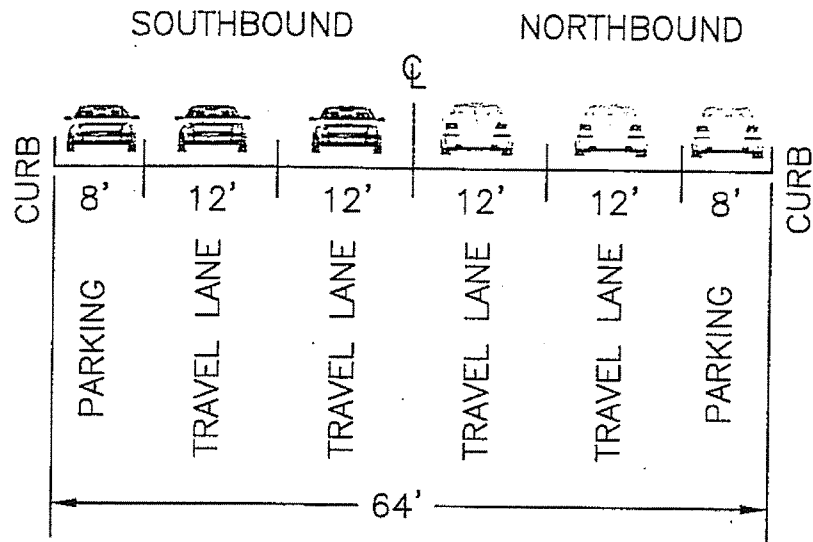 SOUTHBOUND NORTHBOUND
℄
CURB 8' 12' 12' 12' 12' 8' CURB
PARKING
TRAVEL LANE
TRAVEL LANE
TRAVEL LANE
TRAVEL LANE
PARKING
64'